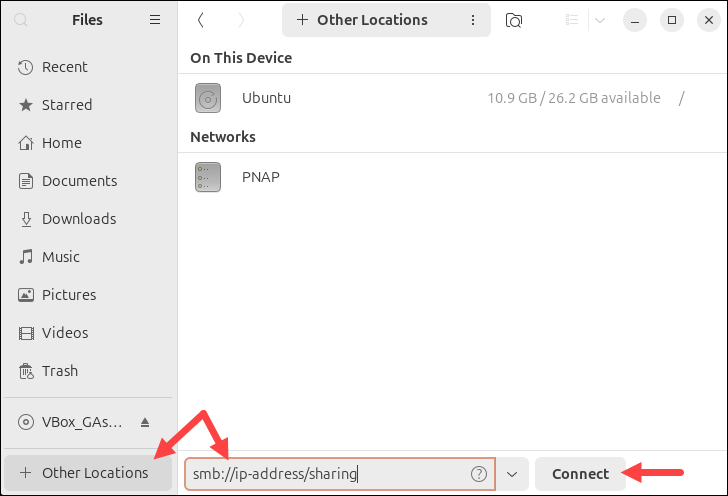 Files
+ Other Locations
On This Device
Recent
Ubuntu 10.9 GB / 26.2 GB available /
Starred
Networks
Home
PNAP
Documents
Downloads
Music
Pictures
Videos
Trash
VBox_GAs...
+ Other Locations
smb://ip-address/sharing ?
Connect